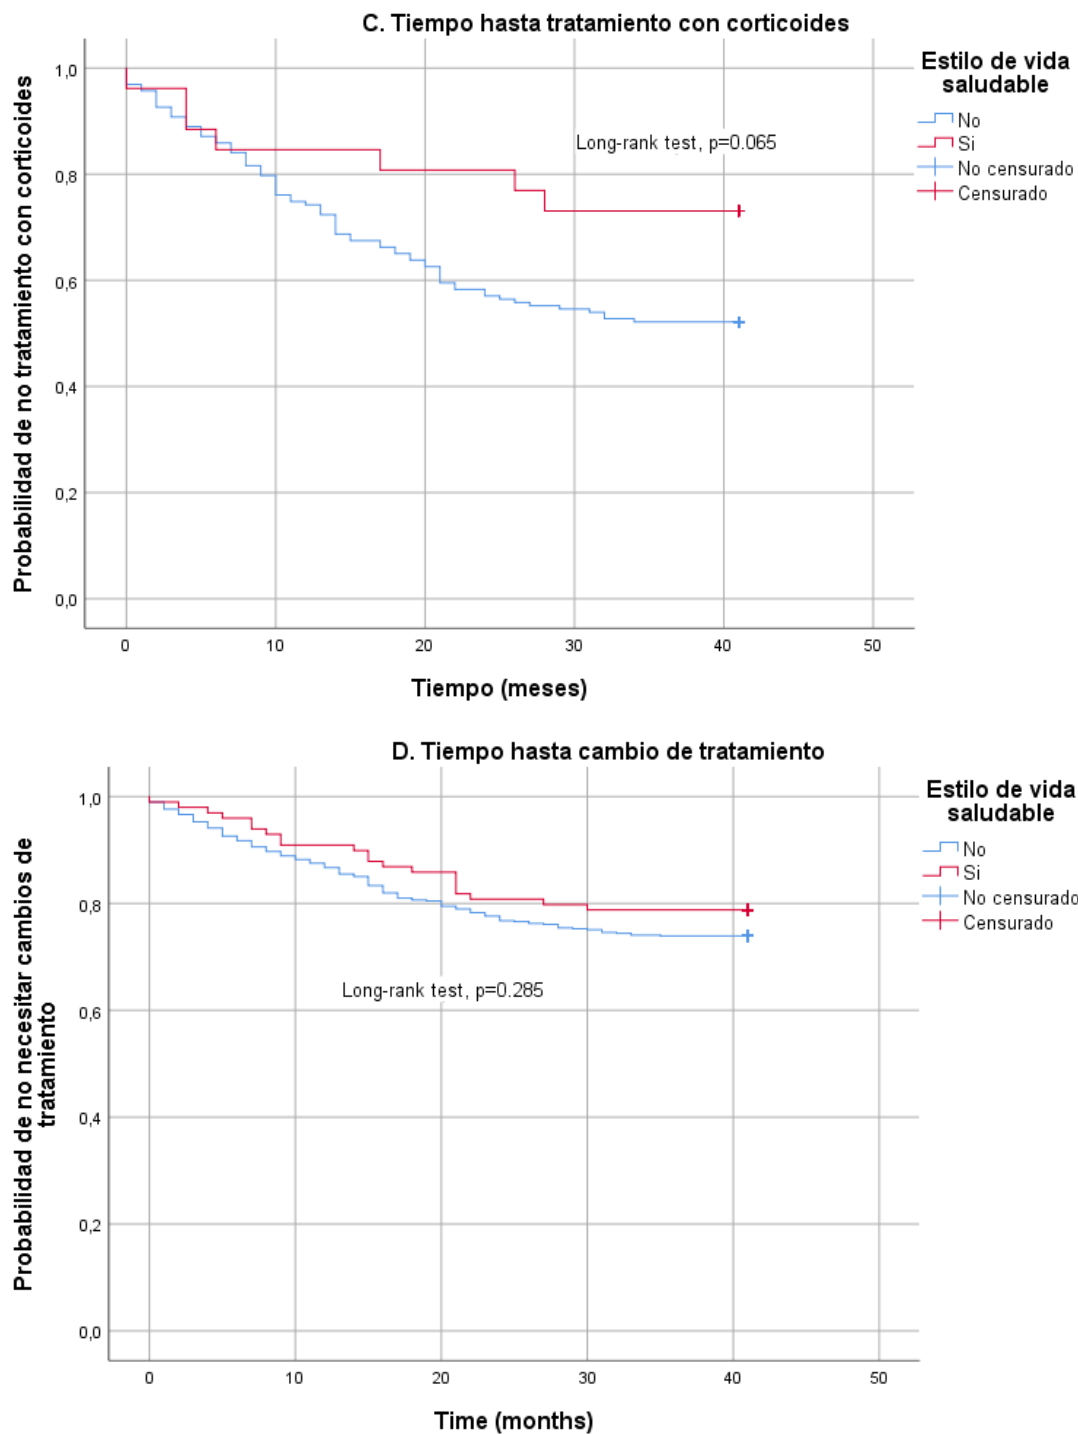 C. Tiempo hasta tratamiento con corticoides
Estilo de vida
saludable
No
Si
No censurado
Censurado
Long-rank test, p=0.065
Probabilidad de no tratamiento con corticoides
1,0
0,8
0,6
0,4
0,2
0,0
0 10 20 30 40 50
Tiempo (meses)
D. Tiempo hasta cambio de tratamiento
Estilo de vida
saludable
No
Si
No censurado
Censurado
Long-rank test, p=0.285
Probabilidad de no necesitar cambios de
tratamiento
1,0
0,8
0,6
0,4
0,2
0,0
0 10 20 30 40 50
Time (months)